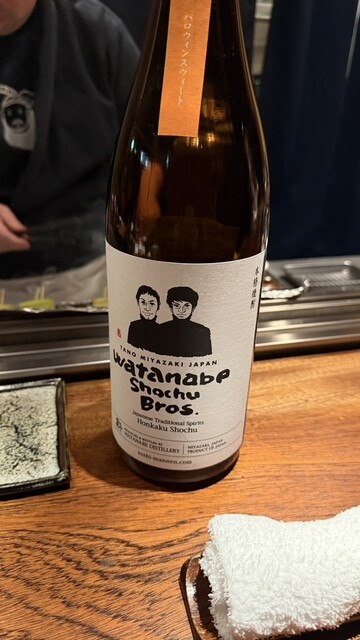 ハロウィンスウィート
本格焼酎
TANO MIYAZAKI JAPAN
watanabe
Shochu
Bros.
Japanese Traditional Spirits
Honkaku Shochu
WATANABE DISTILLERY
MIYAZAKI, JAPAN
PRODUCT OF JAPAN